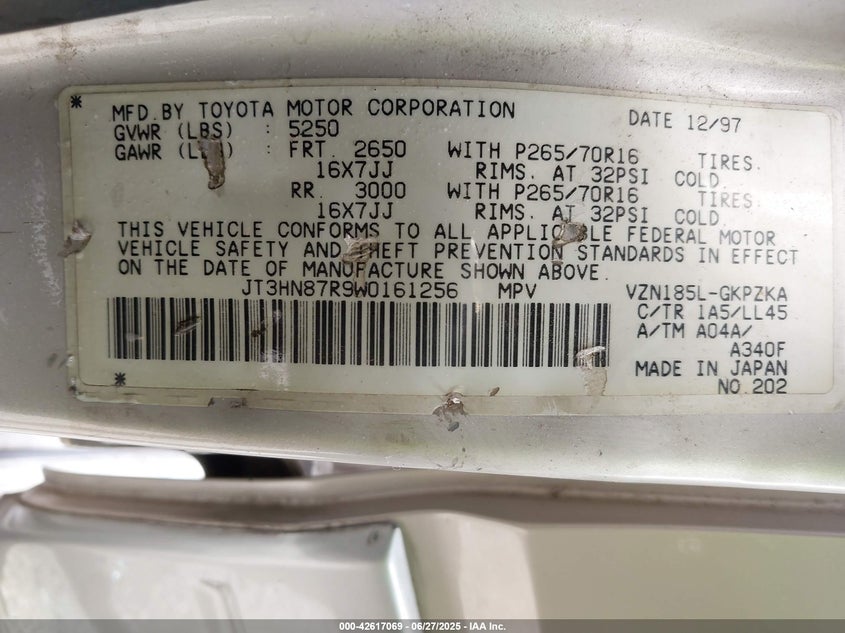 * MFD. BY TOYOTA MOTOR CORPORATION DATE 12/97
GVWR (LBS) : 5250
GAWR ( ) : FRT. 2650 WITH P265/70R16 TIRES.
16X7JJ RIMS. AT 32PSI COLD.
RR. 3000 WITH P265/70R16 TIRES.
16X7JJ RIMS. AT 32PSI COLD.
THIS VEHICLE CONFORMS TO ALL FEDERAL MOTOR
VEHICLE SAFETY AND THEFT PREVENTION STANDARDS IN EFFECT
ON THE DATE OF MANUFACTURE SHOWN ABOVE.
JT3HN87R9W0161256 MPV VZN185L-GKPZKA
C/TR 1A5/LL45
A/TM A04A/
A340F
MADE IN JAPAN
* NO.202
000-42617069 | 06/27/2025 | IAA Inc.